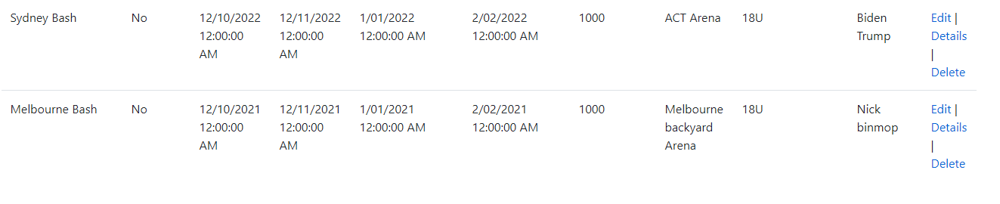 Sydney Bash No 12/10/2022 12/11/2022 1/01/2022 2/02/2022 1000 ACT Arena 18U Biden Edit |
12:00:00 12:00:00 12:00:00 AM 12:00:00 AM Trump Details
AM AM |
Delete
Melbourne Bash No 12/10/2021 12/11/2021 1/01/2021 2/02/2021 1000 Melbourne 18U Nick Edit |
12:00:00 12:00:00 12:00:00 AM 12:00:00 AM backyard binmop Details
AM AM Arena |
Delete